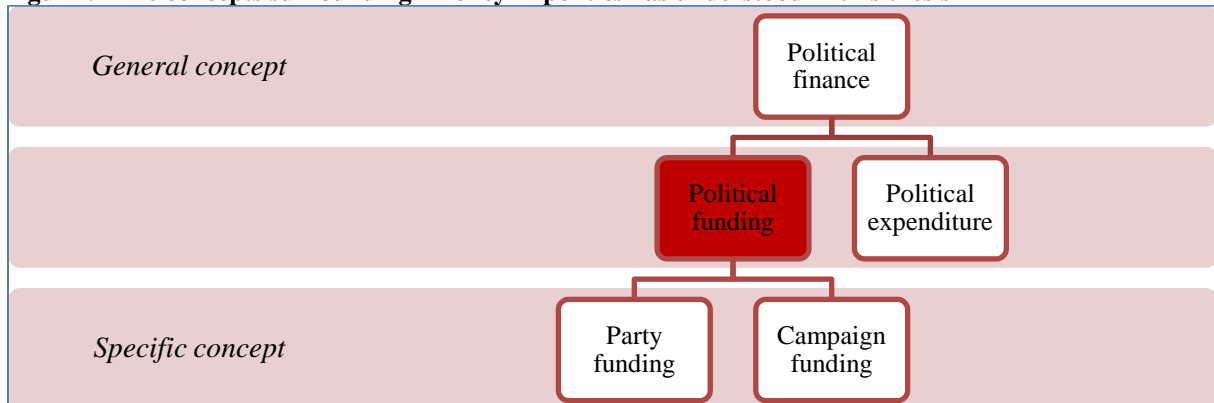 General concept
Political
finance
Political
funding
Political
expenditure
Specific concept
Party
funding
Campaign
funding